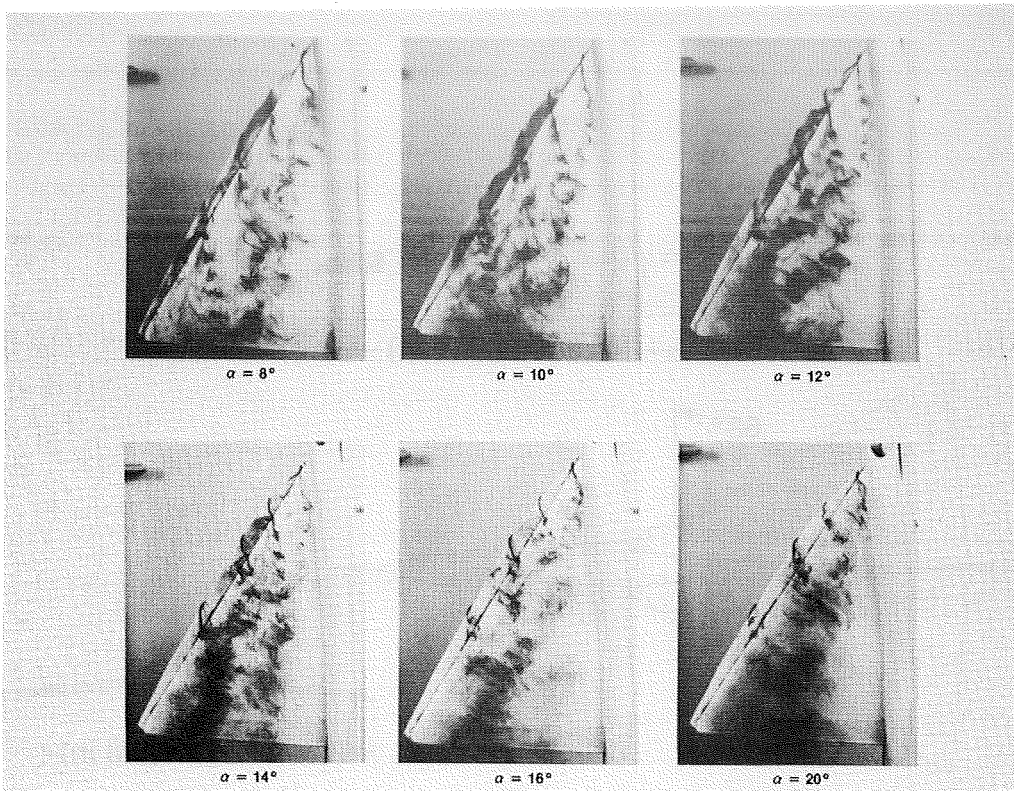 α = 8°
α = 10°
α = 12°
α = 14°
α = 16°
α = 20°